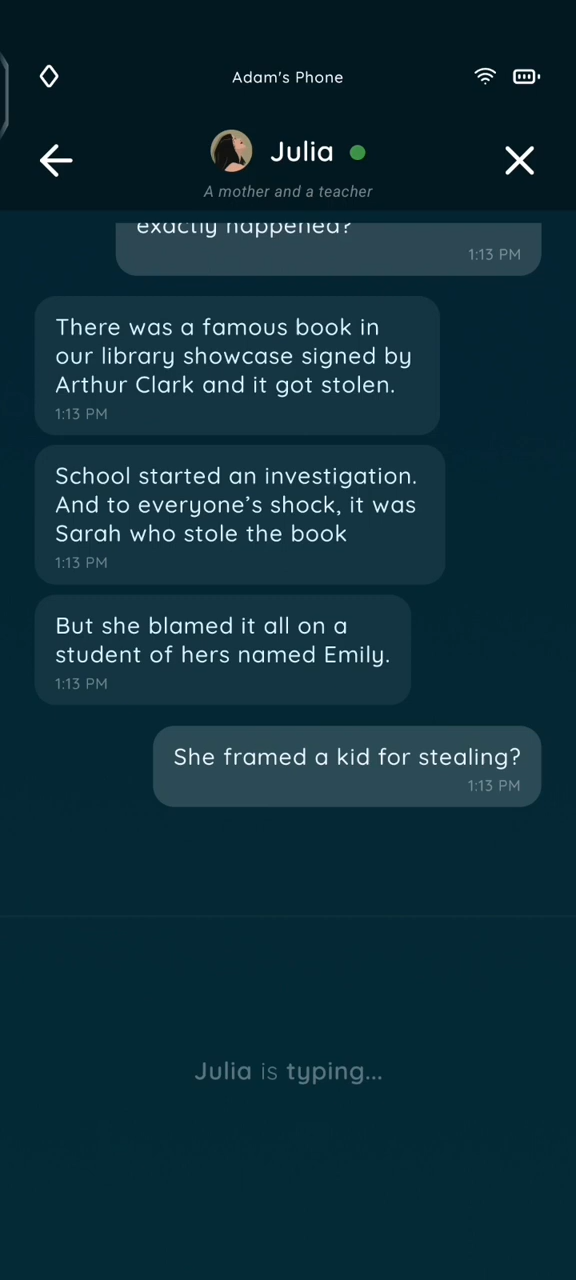 Adam's Phone
Julia
A mother and a teacher
exactly happened?
1:13 PM
There was a famous book in
our library showcase signed by
Arthur Clark and it got stolen.
1:13 PM
School started an investigation.
And to everyone’s shock, it was
Sarah who stole the book
1:13 PM
But she blamed it all on a
student of hers named Emily.
1:13 PM
She framed a kid for stealing?
1:13 PM
Julia is typing...